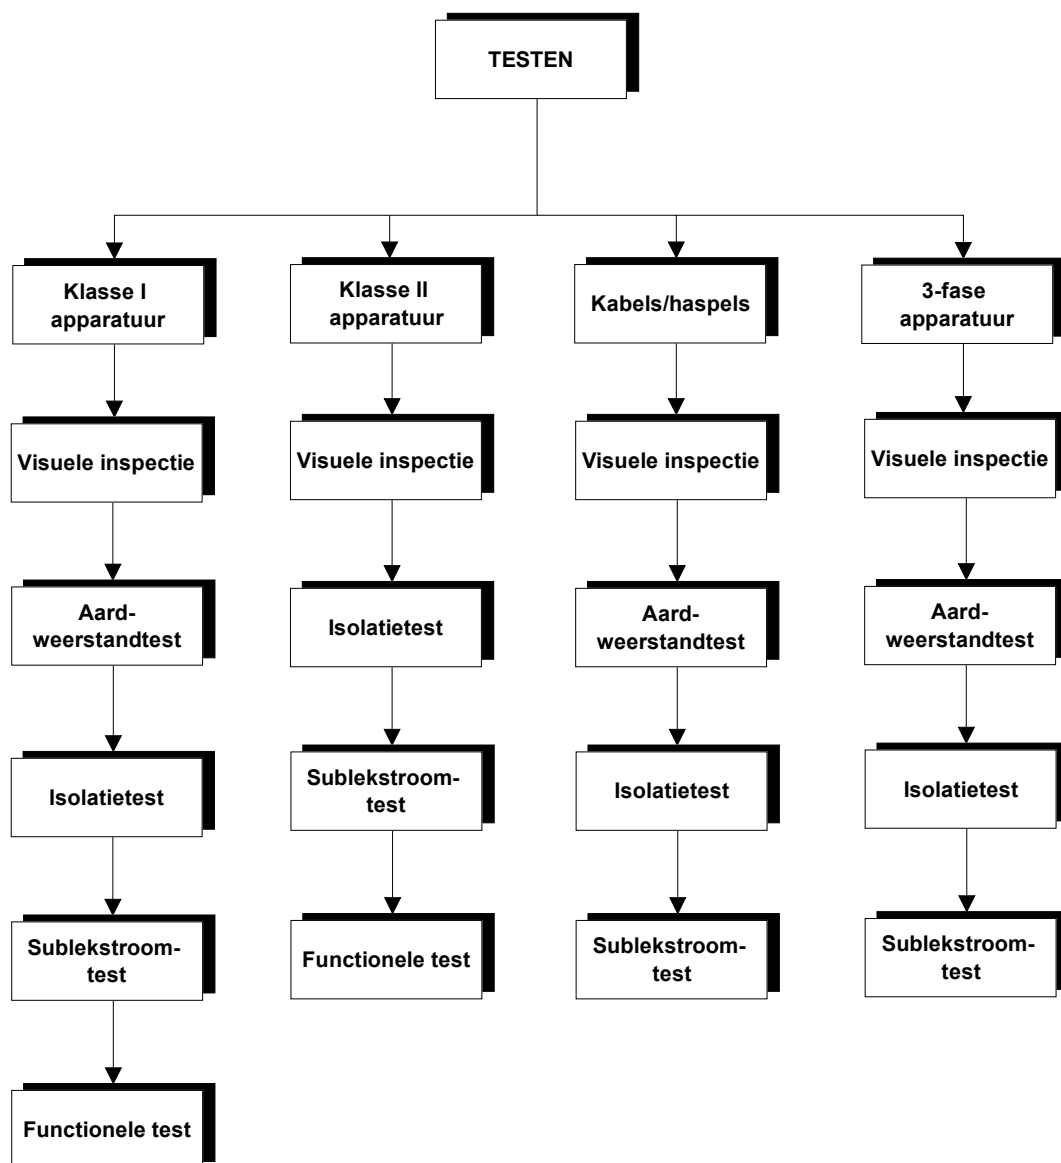 TESTEN
Klasse I
apparatuur
Klasse II
apparatuur
Kabels/haspels
3-fase
apparatuur
Visuele inspectie
Visuele inspectie
Visuele inspectie
Visuele inspectie
Aard-
weerstandtest
Isolatietest
Aard-
weerstandtest
Aard-
weerstandtest
Isolatietest
Sublekstroom-
test
Isolatietest
Isolatietest
Sublekstroom-
test
Functionele test
Sublekstroom-
test
Sublekstroom-
test
Functionele test